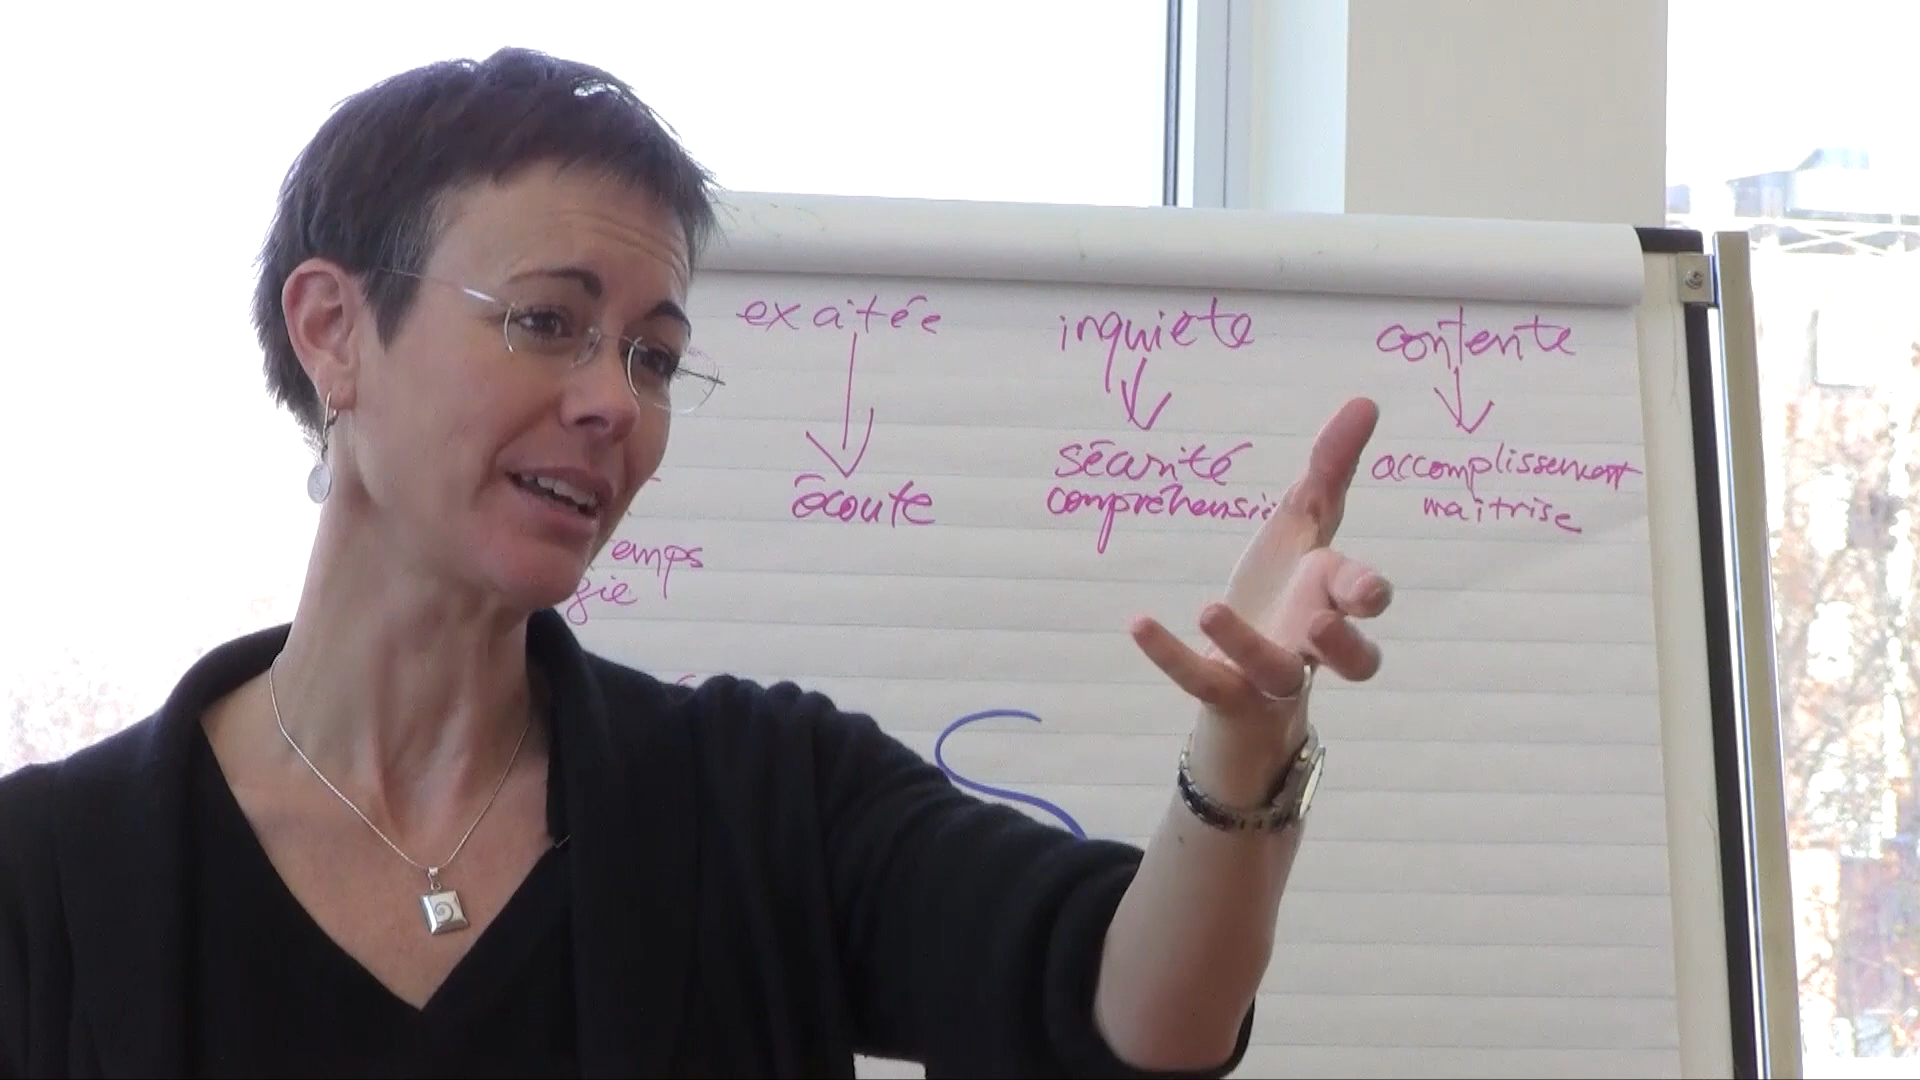 excitée inquiète contente
écoute sécurité accomplissement
compréhensi maîtrise
emps
gie